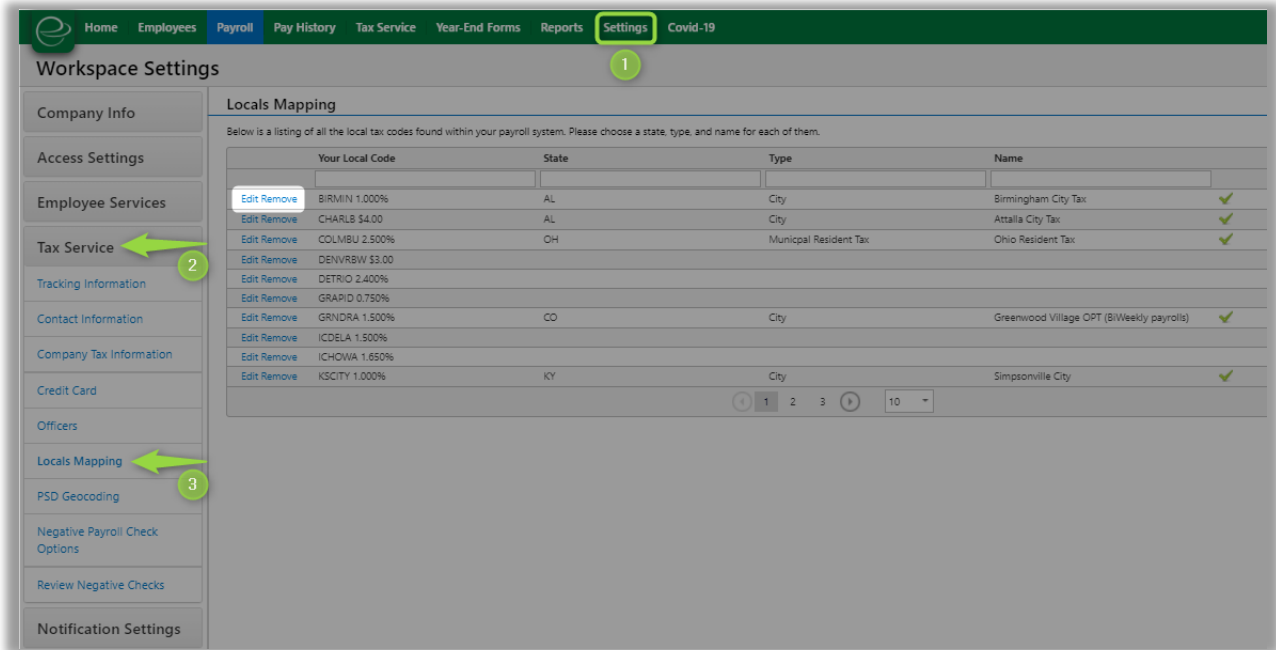 Home Employees Payroll Pay History Tax Service Year-End Forms Reports Settings Covid-19
1
Workspace Settings
Company Info
Access Settings
Employee Services
Tax Service
2
Tracking Information
Contact Information
Company Tax Information
Credit Card
Officers
Locals Mapping
3
PSD Geocoding
Negative Payroll Check
Options
Review Negative Checks
Notification Settings
Locals Mapping
Below is a listing of all the local tax codes found within your payroll system. Please choose a state, type, and name for each of them.
Your Local Code State Type Name
Edit Remove BIRMIN 1.000% AL City Birmingham City Tax
Edit Remove CHARLB $4.00 AL City Attalla City Tax
Edit Remove COLMBU 2.500% OH Municpal Resident Tax Ohio Resident Tax
Edit Remove DENVRBW $3.00
Edit Remove DETRIO 2.400%
Edit Remove GRAPID 0.750%
Edit Remove GRNDRA 1.500% CO City Greenwood Village OPT (BiWeekly payrolls)
Edit Remove ICDELA 1.500%
Edit Remove ICHOWA 1.650%
Edit Remove KSCITY 1.000% KY City Simpsonville City
1 2 3 10